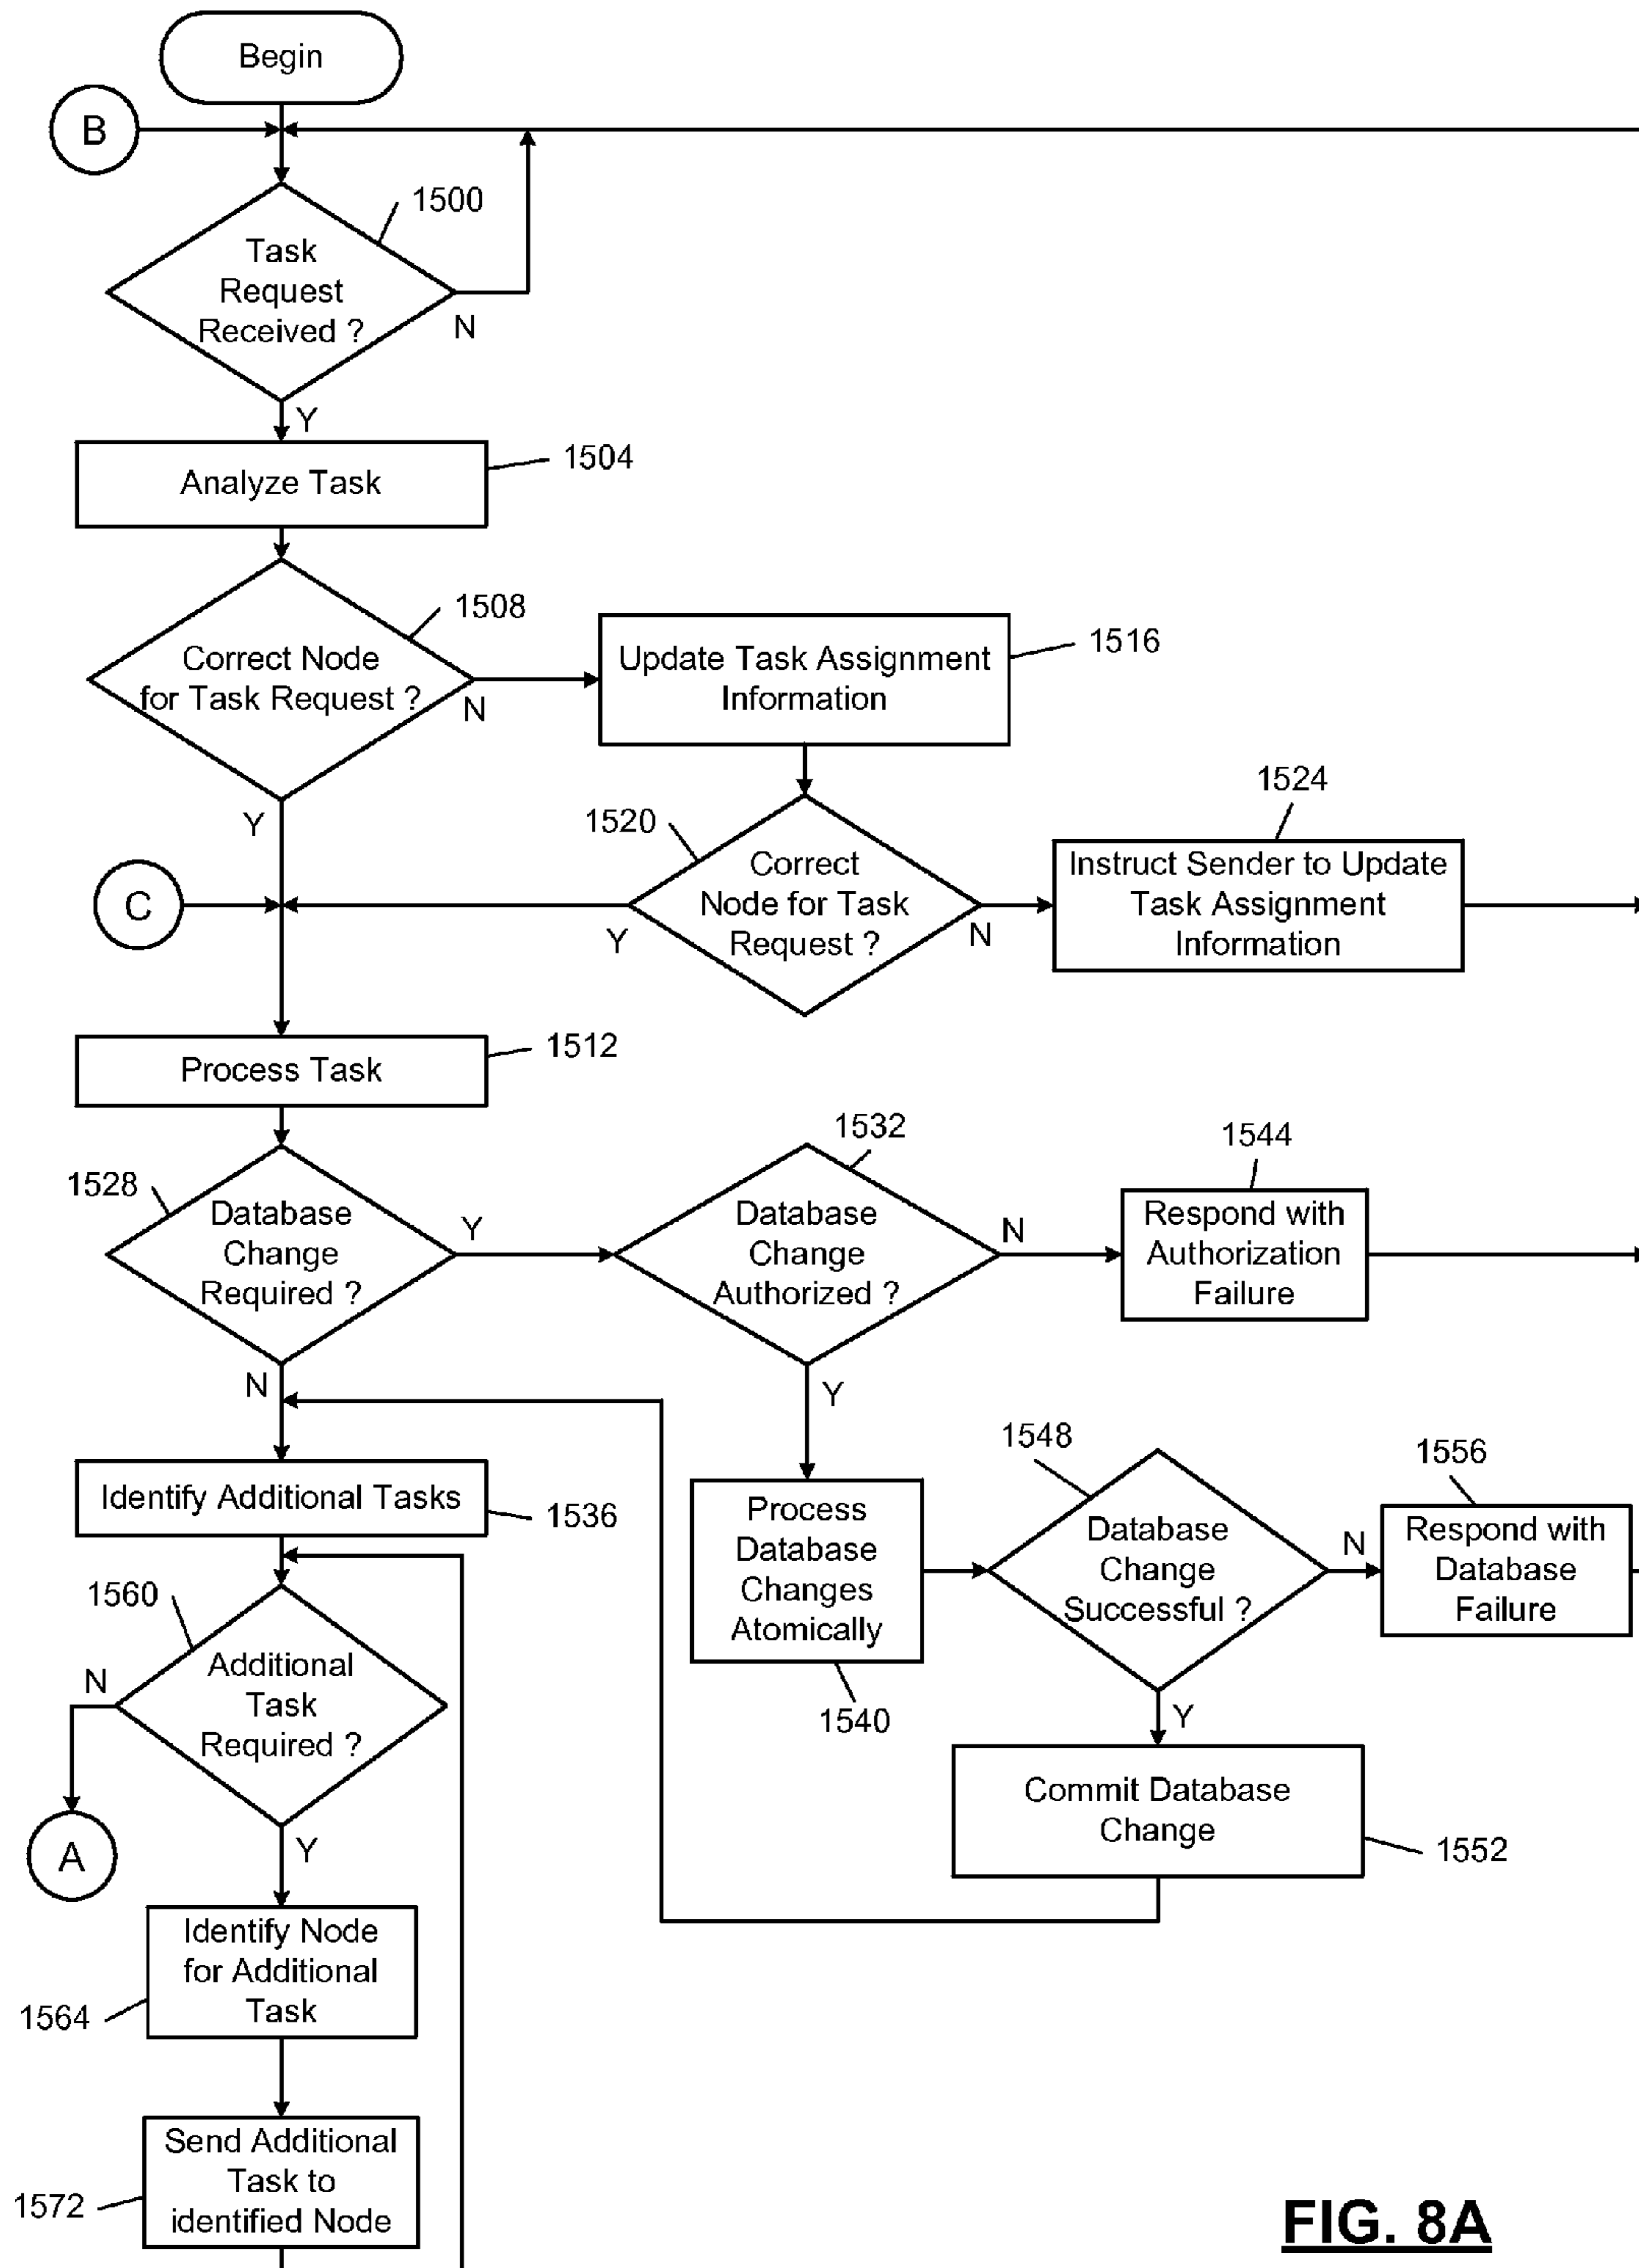 Begin
B
1500
Task
Request
Received ?
N
Y
1504
Analyze Task
1508
Correct Node
for Task Request ?
N
Y
Update Task Assignment
Information
1516
1520
Correct
Node for Task
Request ?
Y
N
1524
Instruct Sender to Update
Task Assignment
Information
C
Process Task
1512
1528
Database
Change
Required ?
Y
N
1532
Database
Change
Authorized ?
N
Y
1544
Respond with
Authorization
Failure
Identify Additional Tasks
1536
Process
Database
Changes
Atomically
1540
1548
Database
Change
Successful ?
N
Y
1556
Respond with
Database
Failure
Commit Database
Change
1552
1560
Additional
Task
Required ?
N
Y
A
Identify Node
for Additional
Task
1564
Send Additional
Task to
identified Node
1572
FIG. 8A